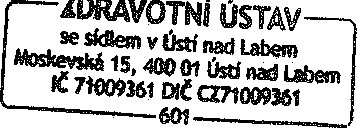 ZDRAVOTNÍ ÚSTAV
se sídlem v Ústí nad Labem
Moskevská 15, 400 01 Ústí nad Labem
IČ 71009361 DIČ CZ71009361
601